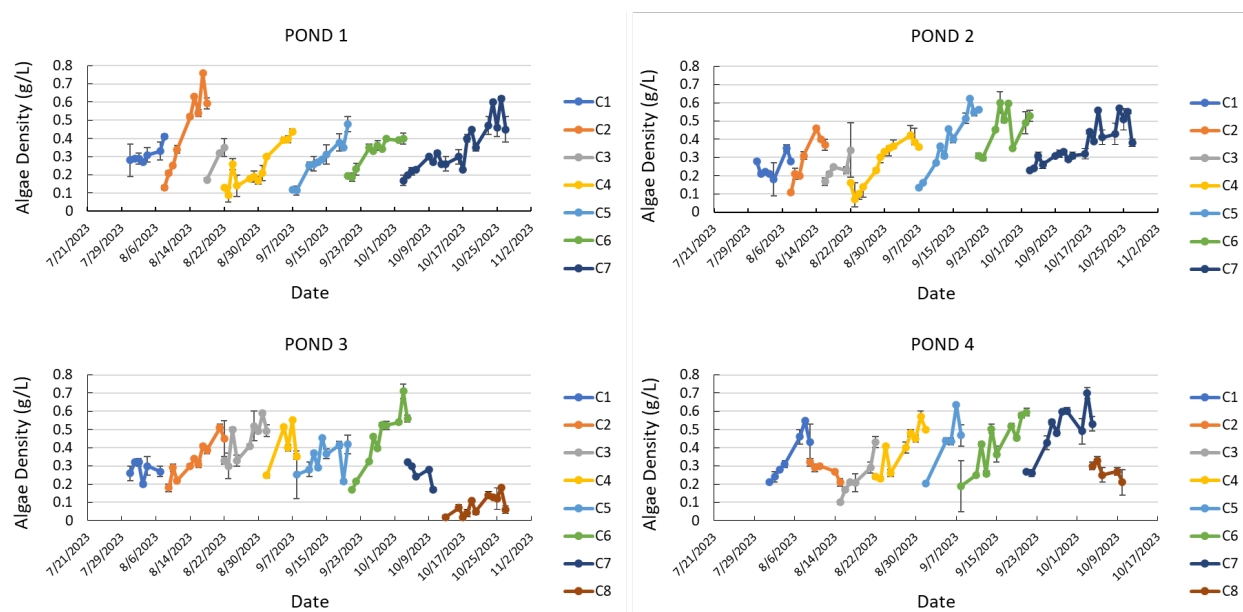 POND 1
Algae Density (g/L)
0.8
0.7
0.6
0.5
0.4
0.3
0.2
0.1
0
7/21/2023
7/29/2023
8/6/2023
8/14/2023
8/22/2023
8/30/2023
9/7/2023
9/15/2023
9/23/2023
10/1/2023
10/9/2023
10/17/2023
10/25/2023
11/2/2023
Date
C1
C2
C3
C4
C5
C6
C7
POND 2
Algae Density (g/L)
0.8
0.7
0.6
0.5
0.4
0.3
0.2
0.1
0
7/21/2023
7/29/2023
8/6/2023
8/14/2023
8/22/2023
8/30/2023
9/7/2023
9/15/2023
9/23/2023
10/1/2023
10/9/2023
10/17/2023
10/25/2023
11/2/2023
Date
C1
C2
C3
C4
C5
C6
C7
POND 3
Algae Density (g/L)
0.8
0.7
0.6
0.5
0.4
0.3
0.2
0.1
0
7/21/2023
7/29/2023
8/6/2023
8/14/2023
8/22/2023
8/30/2023
9/7/2023
9/15/2023
9/23/2023
10/1/2023
10/9/2023
10/17/2023
10/25/2023
11/2/2023
Date
C1
C2
C3
C4
C5
C6
C7
C8
POND 4
Algae Density (g/L)
0.8
0.7
0.6
0.5
0.4
0.3
0.2
0.1
0
7/21/2023
7/29/2023
8/6/2023
8/14/2023
8/22/2023
8/30/2023
9/7/2023
9/15/2023
9/23/2023
10/1/2023
10/9/2023
10/17/2023
Date
C1
C2
C3
C4
C5
C6
C7
C8